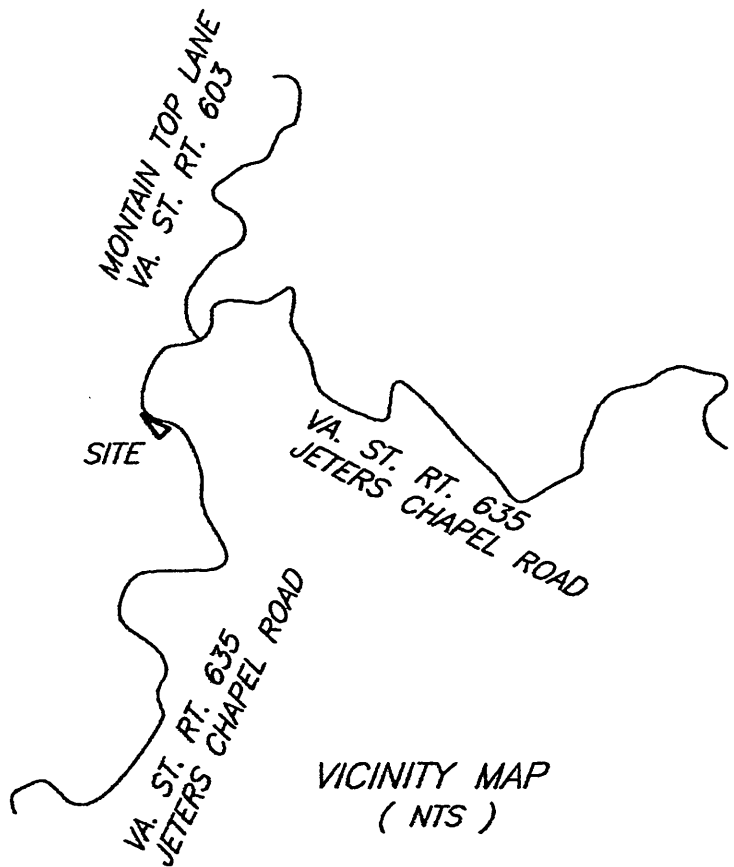 MONTAIN TOP LANE
VA. ST. RT. 603
SITE
VA. ST. RT. 635
JETERS CHAPEL ROAD
VA. ST. RT. 635
JETERS CHAPEL ROAD
VICINITY MAP
( NTS )